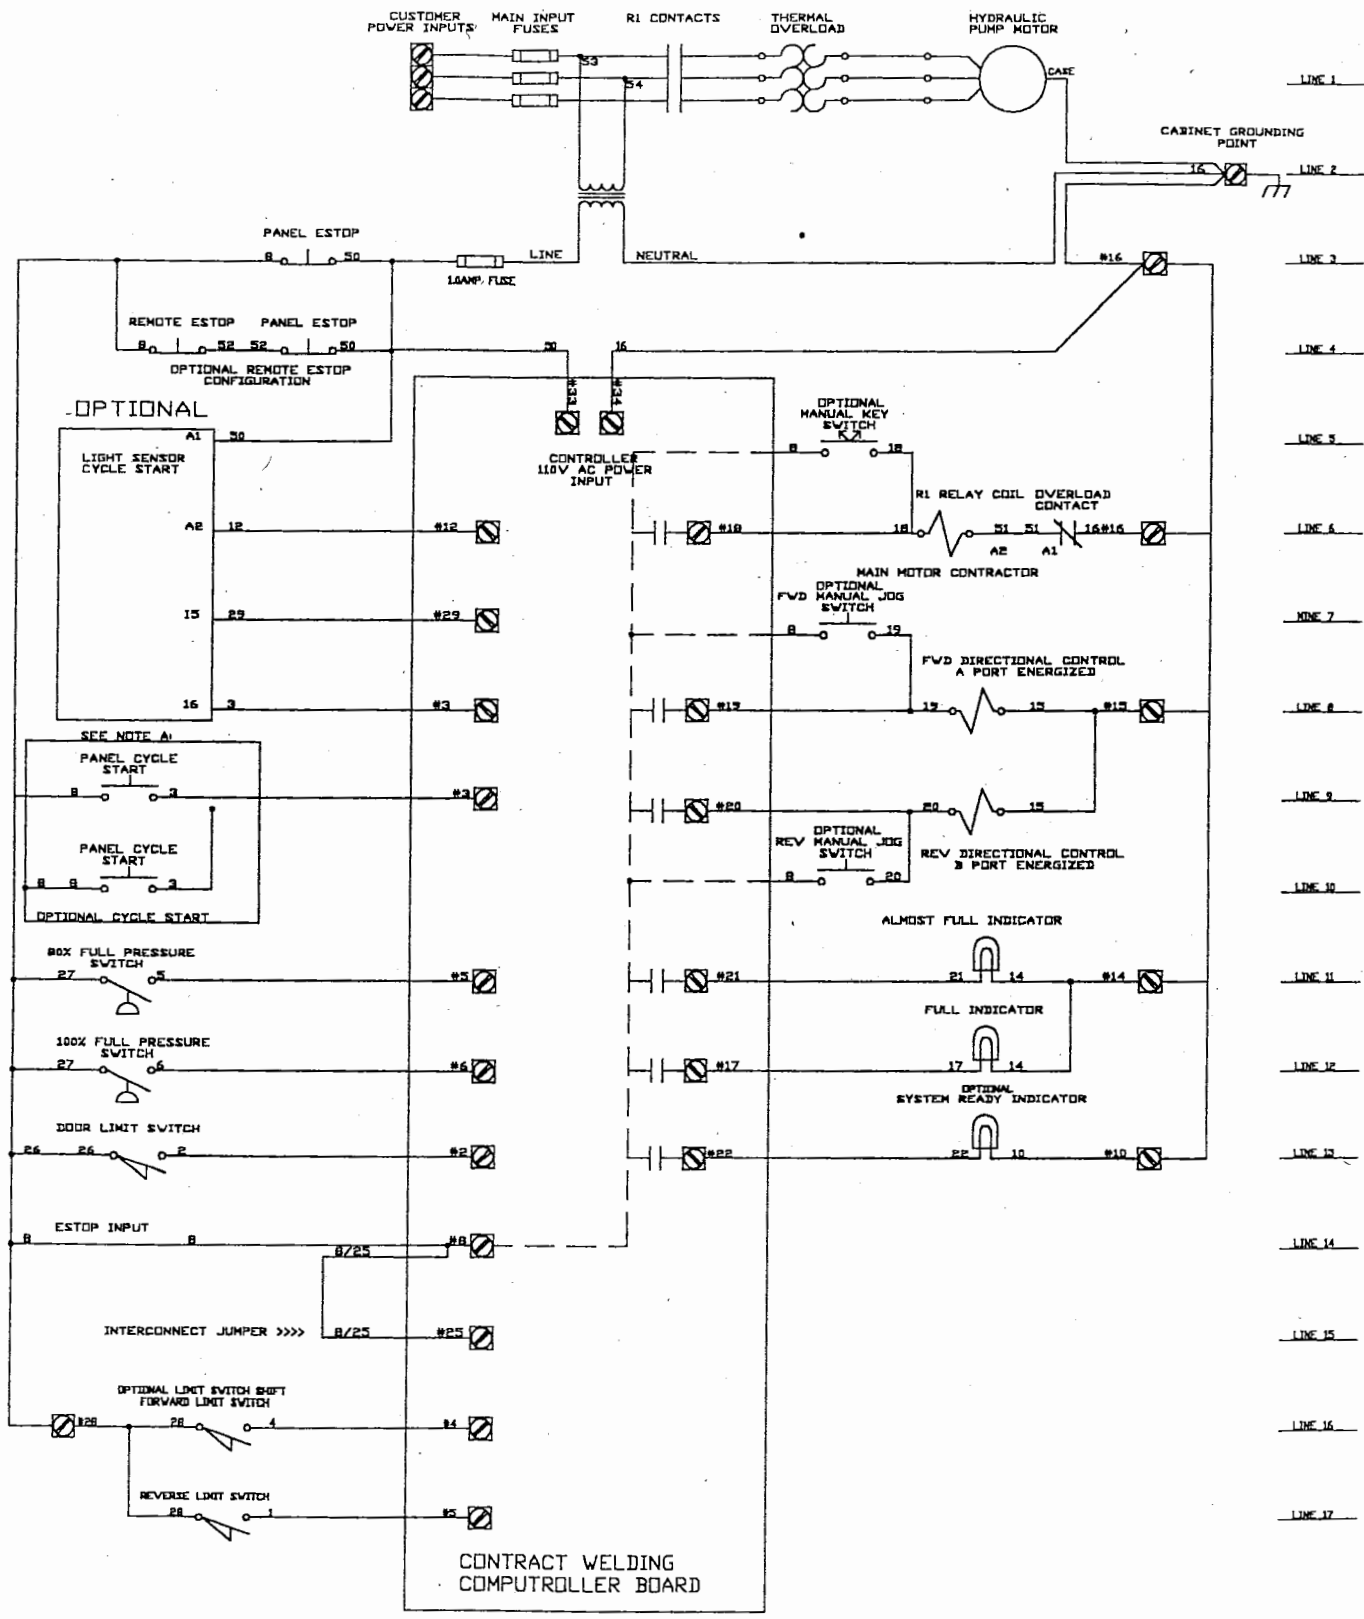 CUSTOMER
POWER INPUTS
MAIN INPUT
FUSES
R1 CONTACTS
THERMAL
OVERLOAD
HYDRAULIC
PUMP MOTOR
53
54
CASE
LINE 1
CABINET GROUNDING
POINT
16
LINE 2
PANEL ESTOP
8 50
LINE
NEUTRAL
1.0AMP. FUSE
#16
LINE 3
REMOTE ESTOP PANEL ESTOP
8 52 52 50
50
16
OPTIONAL REMOTE ESTOP
CONFIGURATION
LINE 4
#33
#34
OPTIONAL
A1 50
LIGHT SENSOR
CYCLE START
CONTROLLER
110V AC POWER
INPUT
OPTIONAL
MANUAL KEY
SWITCH
8 18
LINE 5
A2 12 #12
#18
R1 RELAY COIL OVERLOAD
CONTACT
18 51 51 16 #16
A2 A1
MAIN MOTOR CONTRACTOR
LINE 6
I5 29 #29
OPTIONAL
FWD MANUAL JOG
SWITCH
8 19
MINE 7
16 3 #3
FWD DIRECTIONAL CONTROL
A PORT ENERGIZED
#19 19 15 #15
LINE 8
SEE NOTE A1
PANEL CYCLE
START
8 3 #3
#20 20 15
LINE 9
PANEL CYCLE
START
8 8 3
OPTIONAL CYCLE START
OPTIONAL
REV MANUAL JOG
SWITCH
8 20
REV DIRECTIONAL CONTROL
B PORT ENERGIZED
LINE 10
80% FULL PRESSURE
SWITCH
27 5 #5
ALMOST FULL INDICATOR
#21 21 14 #14
LINE 11
100% FULL PRESSURE
SWITCH
27 6 #6
FULL INDICATOR
#17 17 14
LINE 12
DOOR LIMIT SWITCH
26 26 2 #2
OPTIONAL
SYSTEM READY INDICATOR
#22 22 10 #10
LINE 13
ESTOP INPUT
8 8 #8
8/25
LINE 14
INTERCONNECT JUMPER >>>>
8/25 #25
LINE 15
OPTIONAL LIMIT SWITCH SHIFT
FORWARD LIMIT SWITCH
#28 28 4 #4
LINE 16
REVERSE LIMIT SWITCH
28 1 #5
LINE 17
CONTRACT WELDING
COMPUTROLLER BOARD